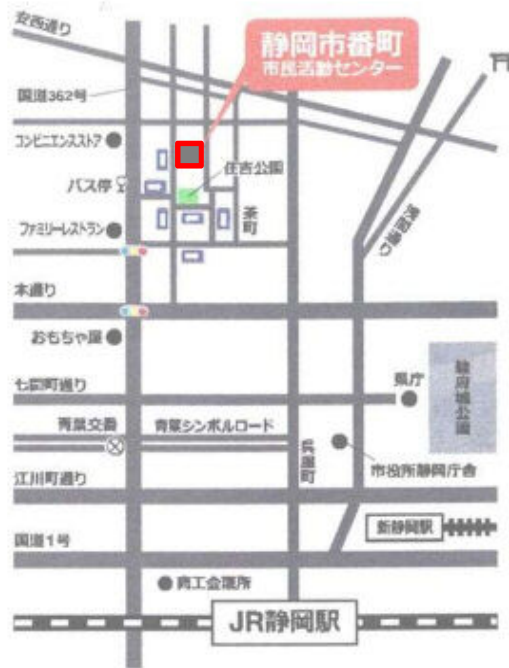 安西通り
静岡市番町
市民活動センター
国道362号
コンビニエンスストア
住吉公園
バス停
茶町
ファミリーレストラン
浅間通り
本通り
おもちゃ屋
七間町通り
県庁
駿府城公園
青葉交番
青葉シンボルロード
呉服町
市役所静岡庁舎
江川町通り
新静岡駅
国道1号
商工会議所
JR静岡駅